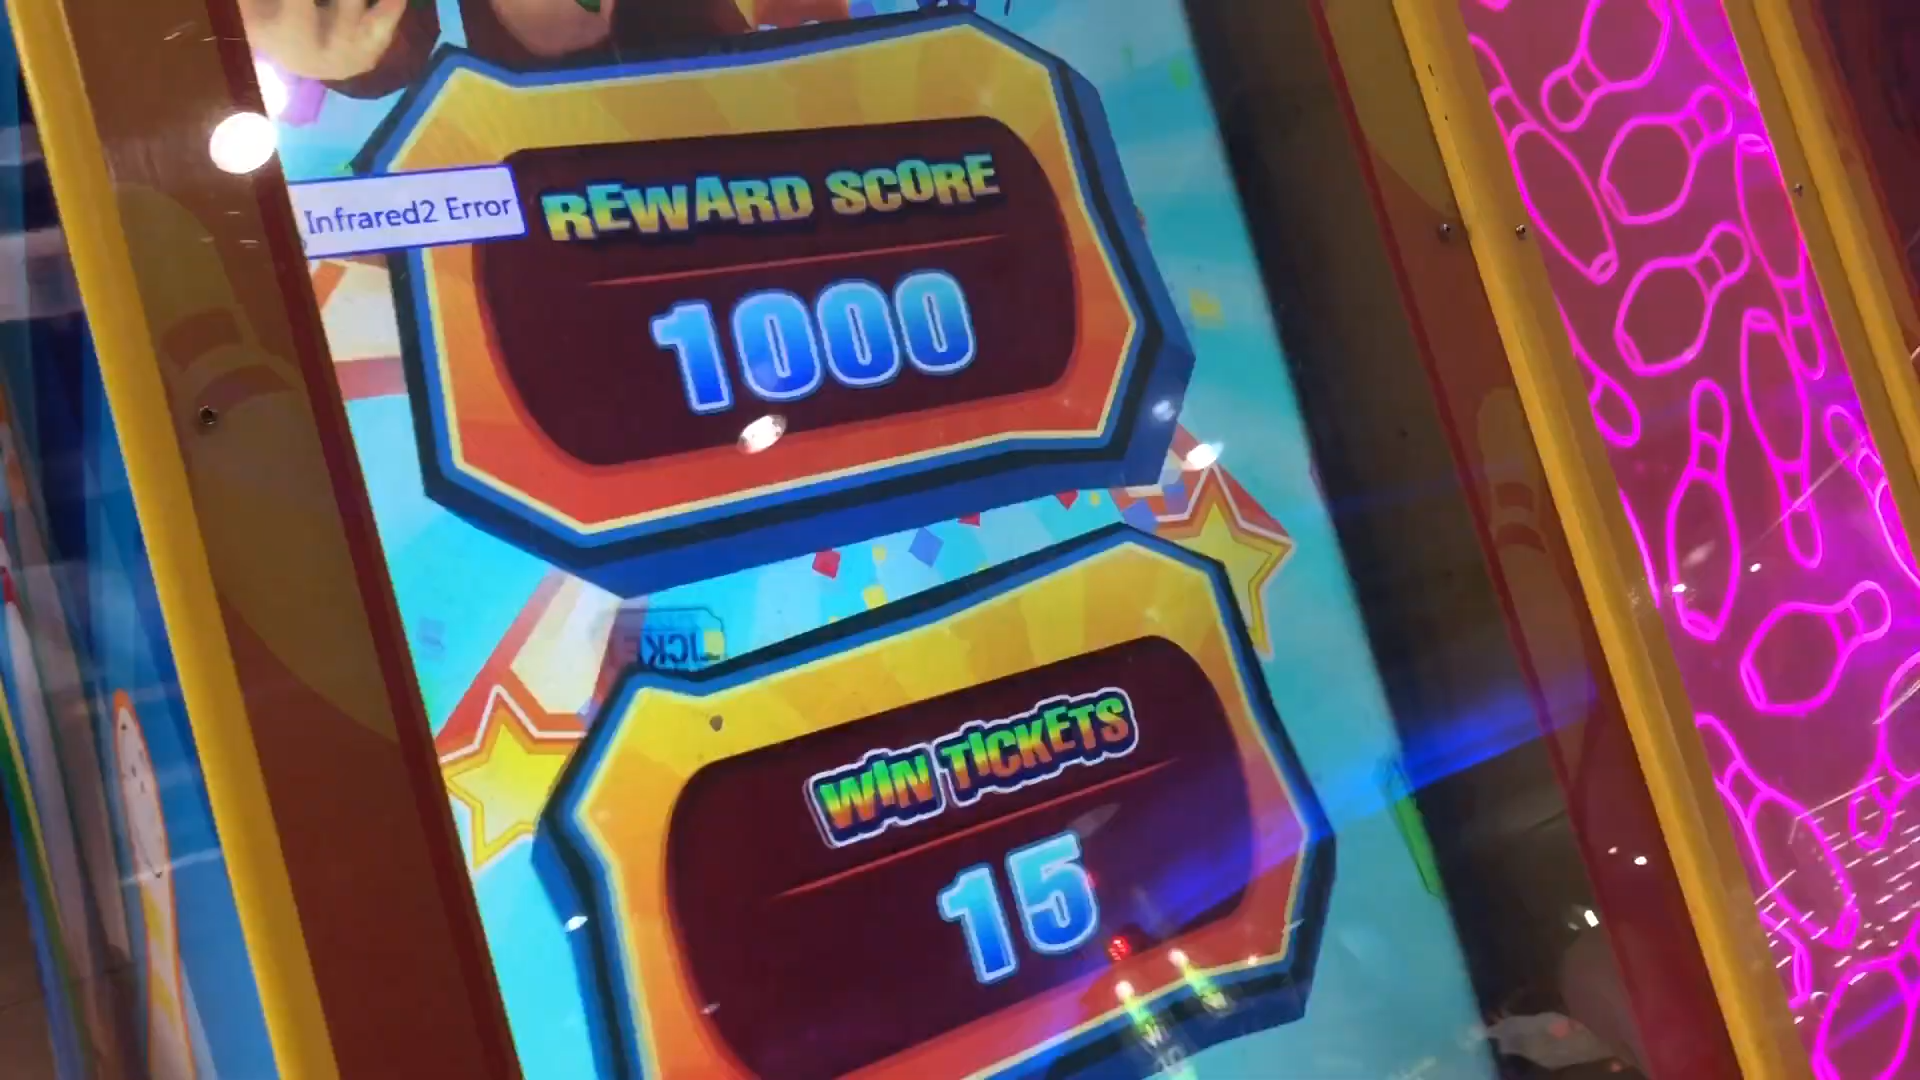 Infrared2 Error
REWARD SCORE
1000
WIN TICKETS
15